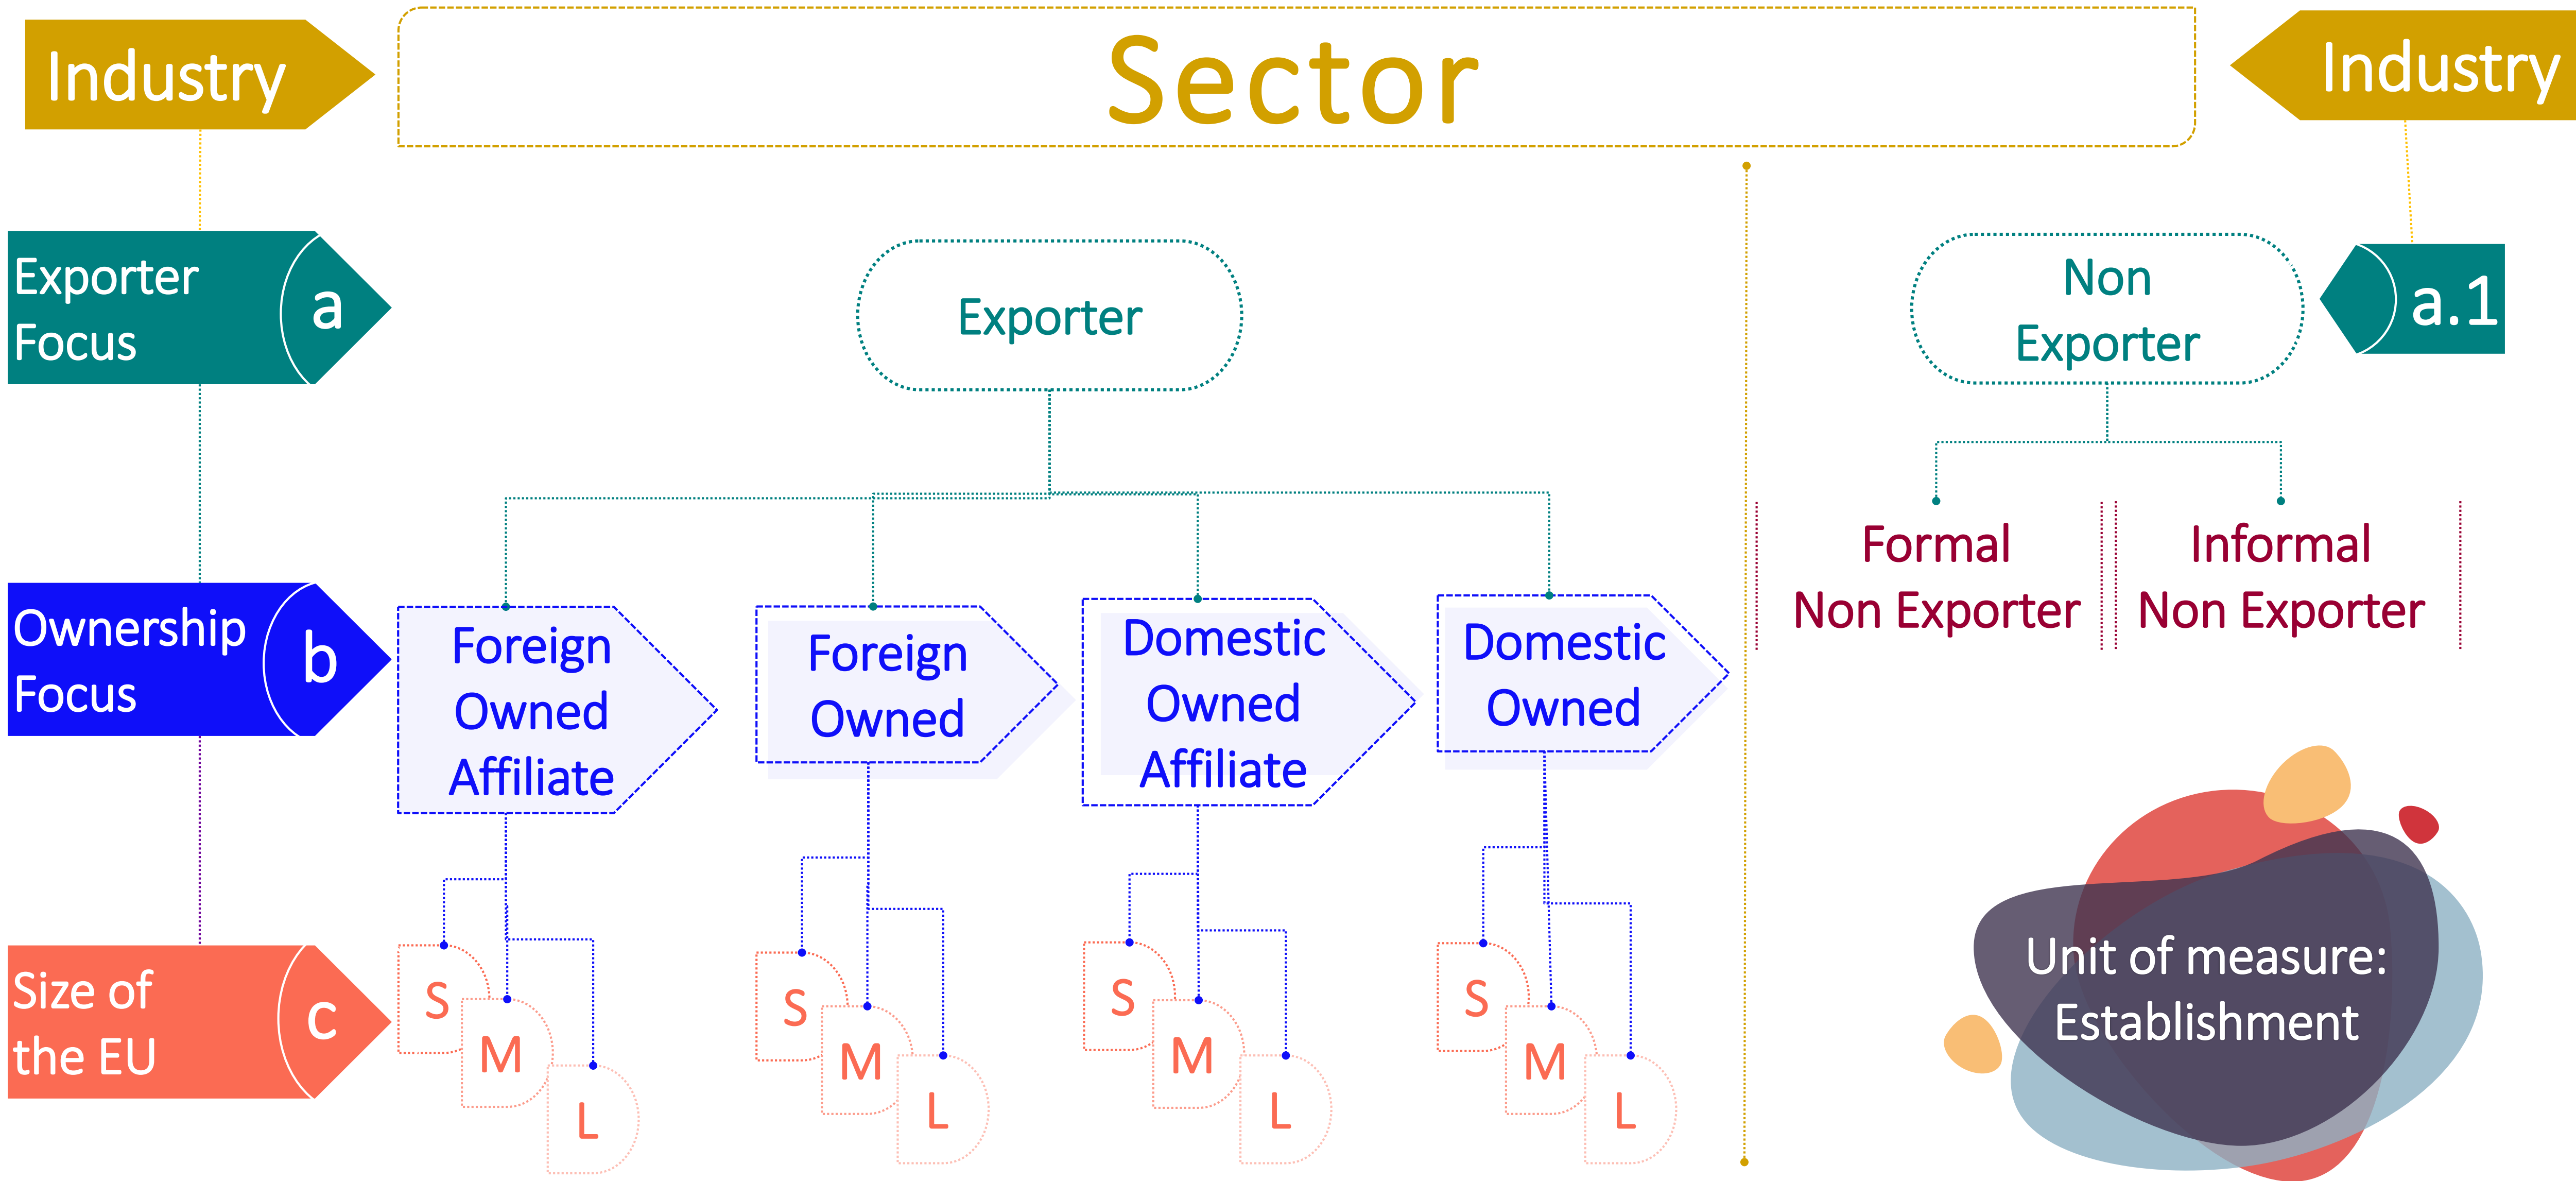 Industry
Sector
Industry
Exporter
Focus
a
Exporter
Non
Exporter
a.1
Formal
Non Exporter
Informal
Non Exporter
Ownership
Focus
b
Foreign
Owned
Affiliate
Foreign
Owned
Domestic
Owned
Affiliate
Domestic
Owned
Size of
the EU
c
S
M
L
S
M
L
S
M
L
S
M
L
Unit of measure:
Establishment